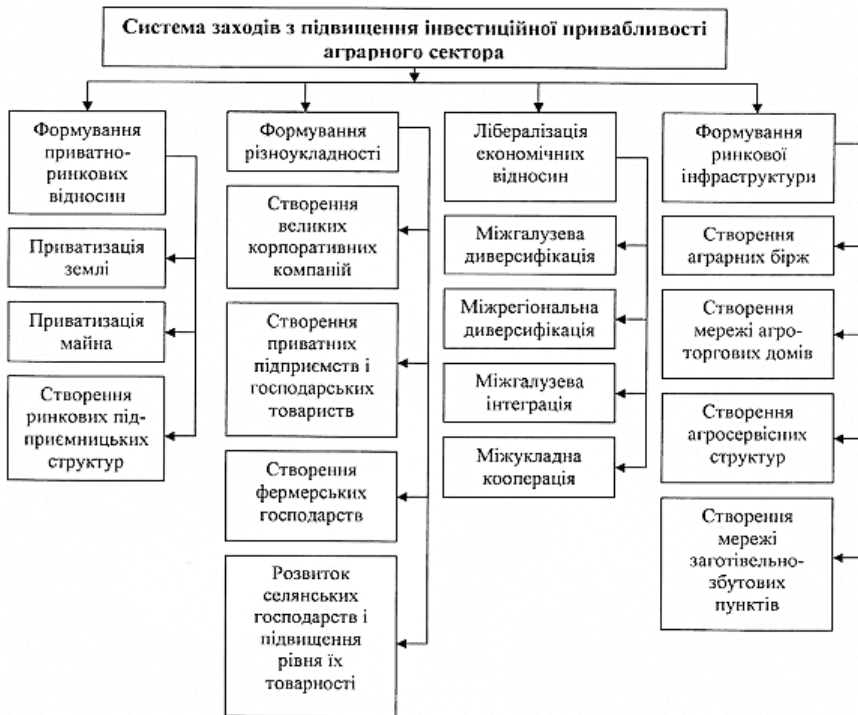 Система заходів з підвищення інвестиційної привабливості
аграрного сектора
Формування
приватно-
ринкових
відносин
Приватизація
землі
Приватизація
майна
Створення
ринкових під-
приємницьких
структур
Формування
різноукладності
Створення
великих
корпоративних
компаній
Створення
приватних
підприємств і
господарських
товариств
Створення
фермерських
господарств
Розвиток
селянських
господарств і
підвищення
рівня їх
товарності
Лібералізація
економічних
відносин
Міжгалузева
диверсифікація
Міжрегіональна
диверсифікація
Міжгалузева
інтеграція
Міжукладна
кооперація
Формування
ринкової
інфраструктури
Створення
аграрних бірж
Створення
мережі агро-
торгових домів
Створення
агросервісних
структур
Створення
мережі
заготівельно-
збутових
пунктів